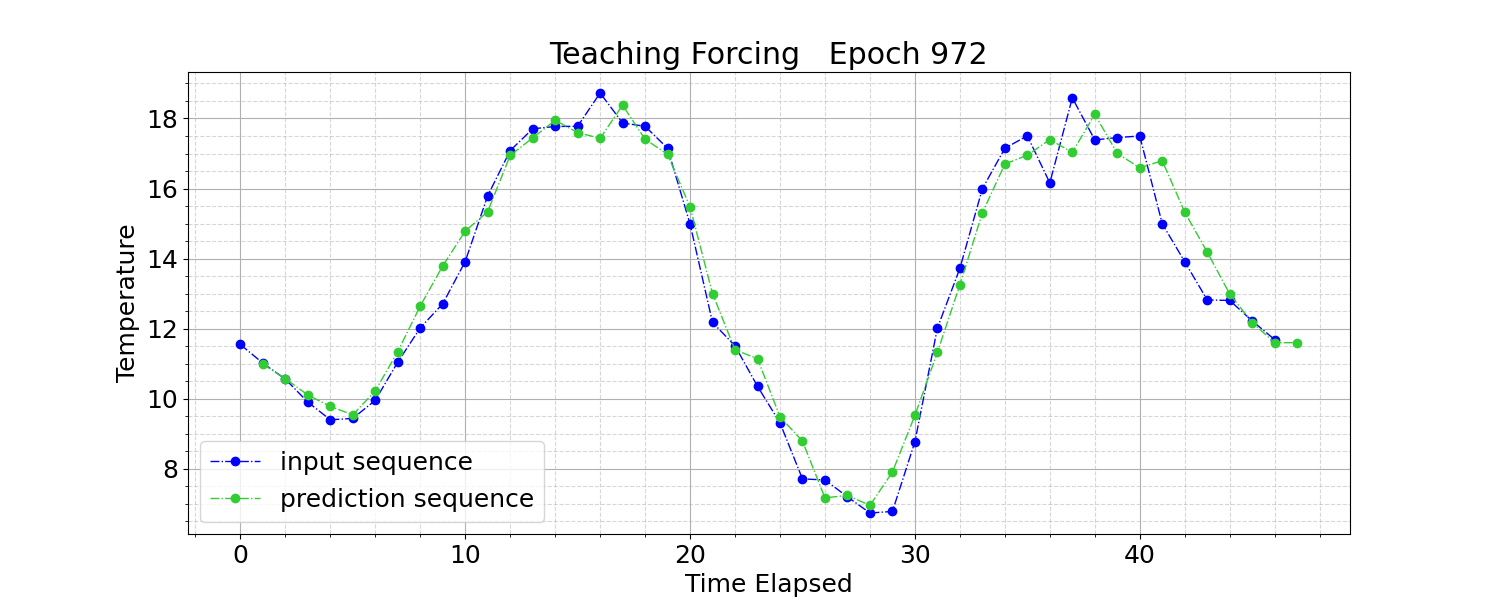 Teaching Forcing   Epoch 972
Temperature
18
16
14
12
10
8
input sequence
prediction sequence
0 10 20 30 40
Time Elapsed